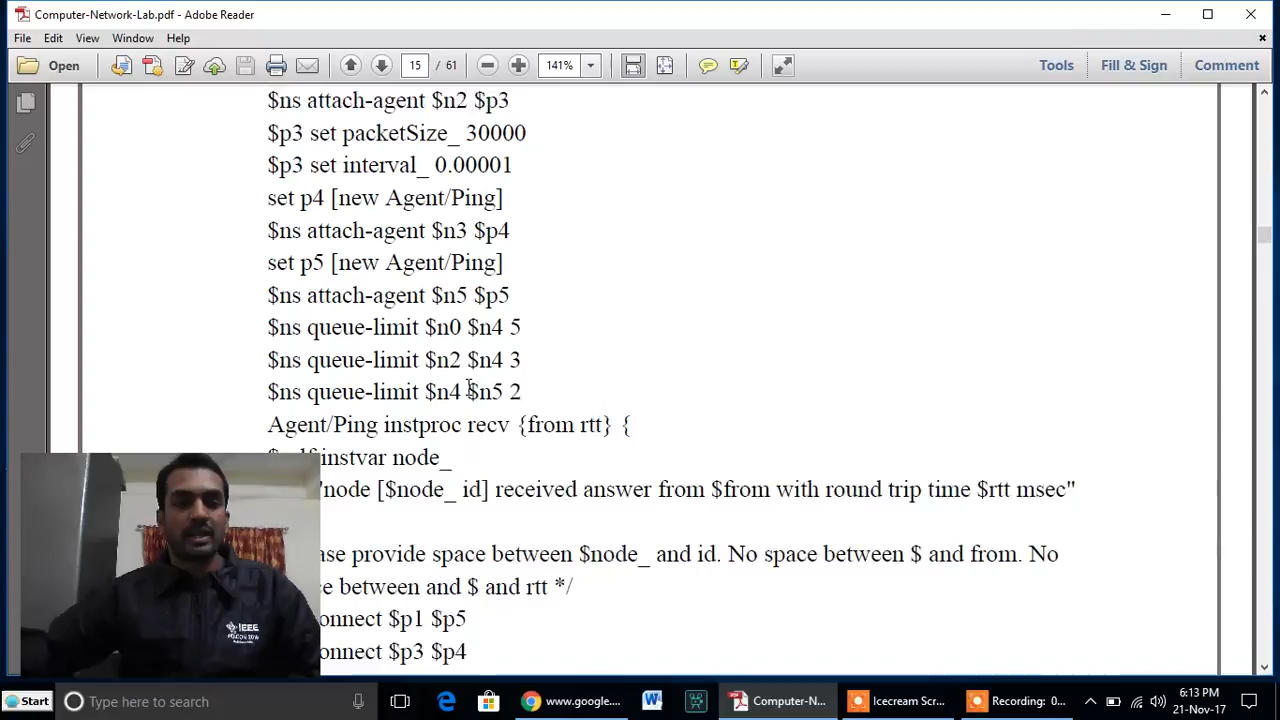 Computer-Network-Lab.pdf - Adobe Reader
File Edit View Window Help
Open 15 / 61 141% Tools Fill & Sign Comment
$ns attach-agent $n2 $p3
$p3 set packetSize_ 30000
$p3 set interval_ 0.00001
set p4 [new Agent/Ping]
$ns attach-agent $n3 $p4
set p5 [new Agent/Ping]
$ns attach-agent $n5 $p5
$ns queue-limit $n0 $n4 5
$ns queue-limit $n2 $n4 3
$ns queue-limit $n4 $n5 2
Agent/Ping instproc recv {from rtt} {
instvar node_
"node [$node_ id] received answer from $from with round trip time $rtt msec"
provide space between $node_ and id. No space between $ and from. No
between and $ and rtt */
$p1 $p5
$p3 $p4
IEEE
Start Type here to search www.google.... Computer-N... Icecream Scr... Recording: 0... 6:13 PM
21-Nov-17